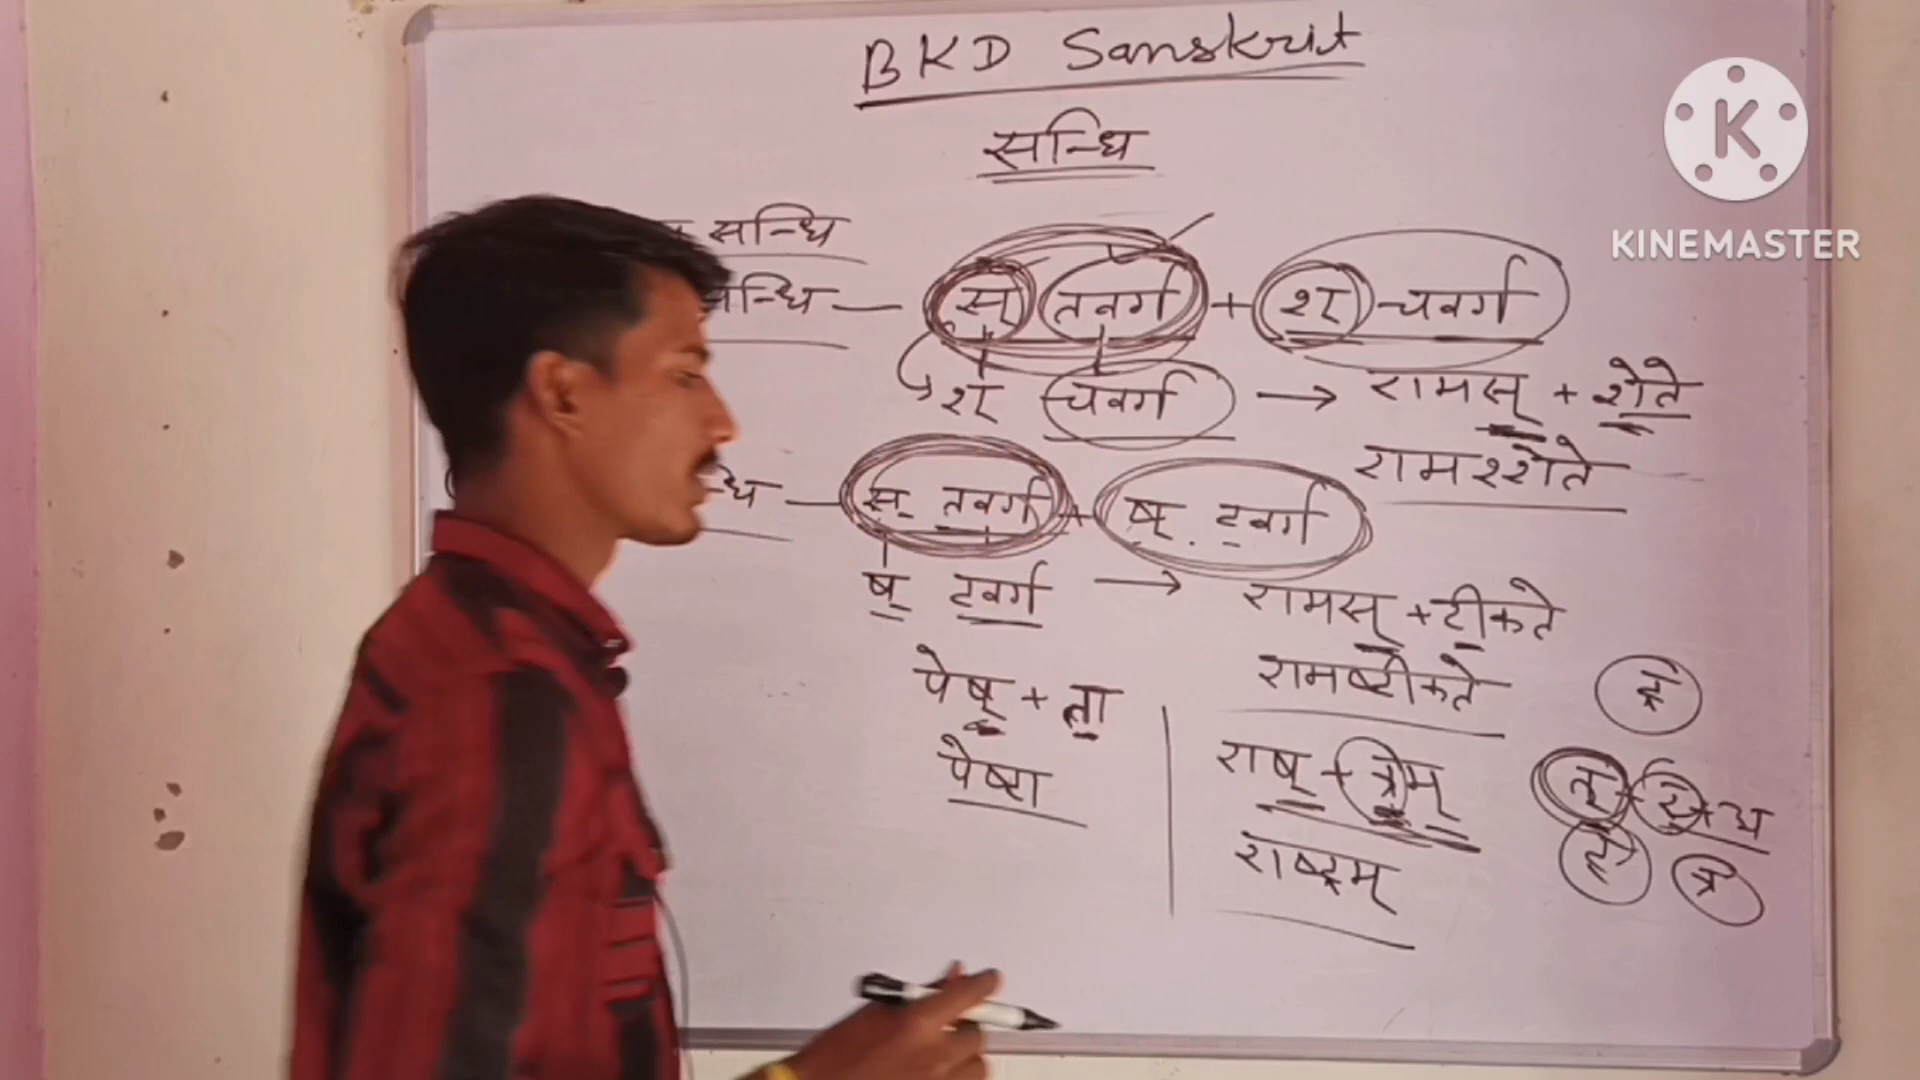 BKD Sanskrit
सन्धि
सन्धि
सन्धि — स् तवर्ग + श् चवर्ग
श् चवर्ग → रामस् + शेते
रामश्शेते
न्धि — स् तवर्ग + ष् टवर्ग
ष् टवर्ग → रामस् + टीकते
रामष्टीकते
पेष् + ता
पेष्टा
राष् + त्रम्
राष्ट्रम्
KINEMASTER